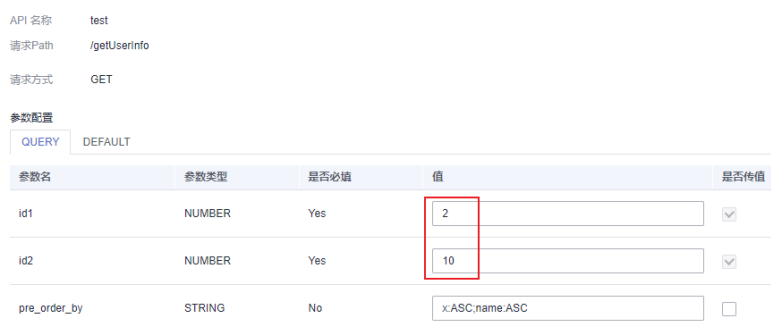 API 名称 test
请求Path /getUserInfo
请求方式 GET
参数配置
QUERY DEFAULT
参数名 参数类型 是否必填 值 是否传值
id1 NUMBER Yes 2
id2 NUMBER Yes 10
pre_order_by STRING No x:ASC;name:ASC